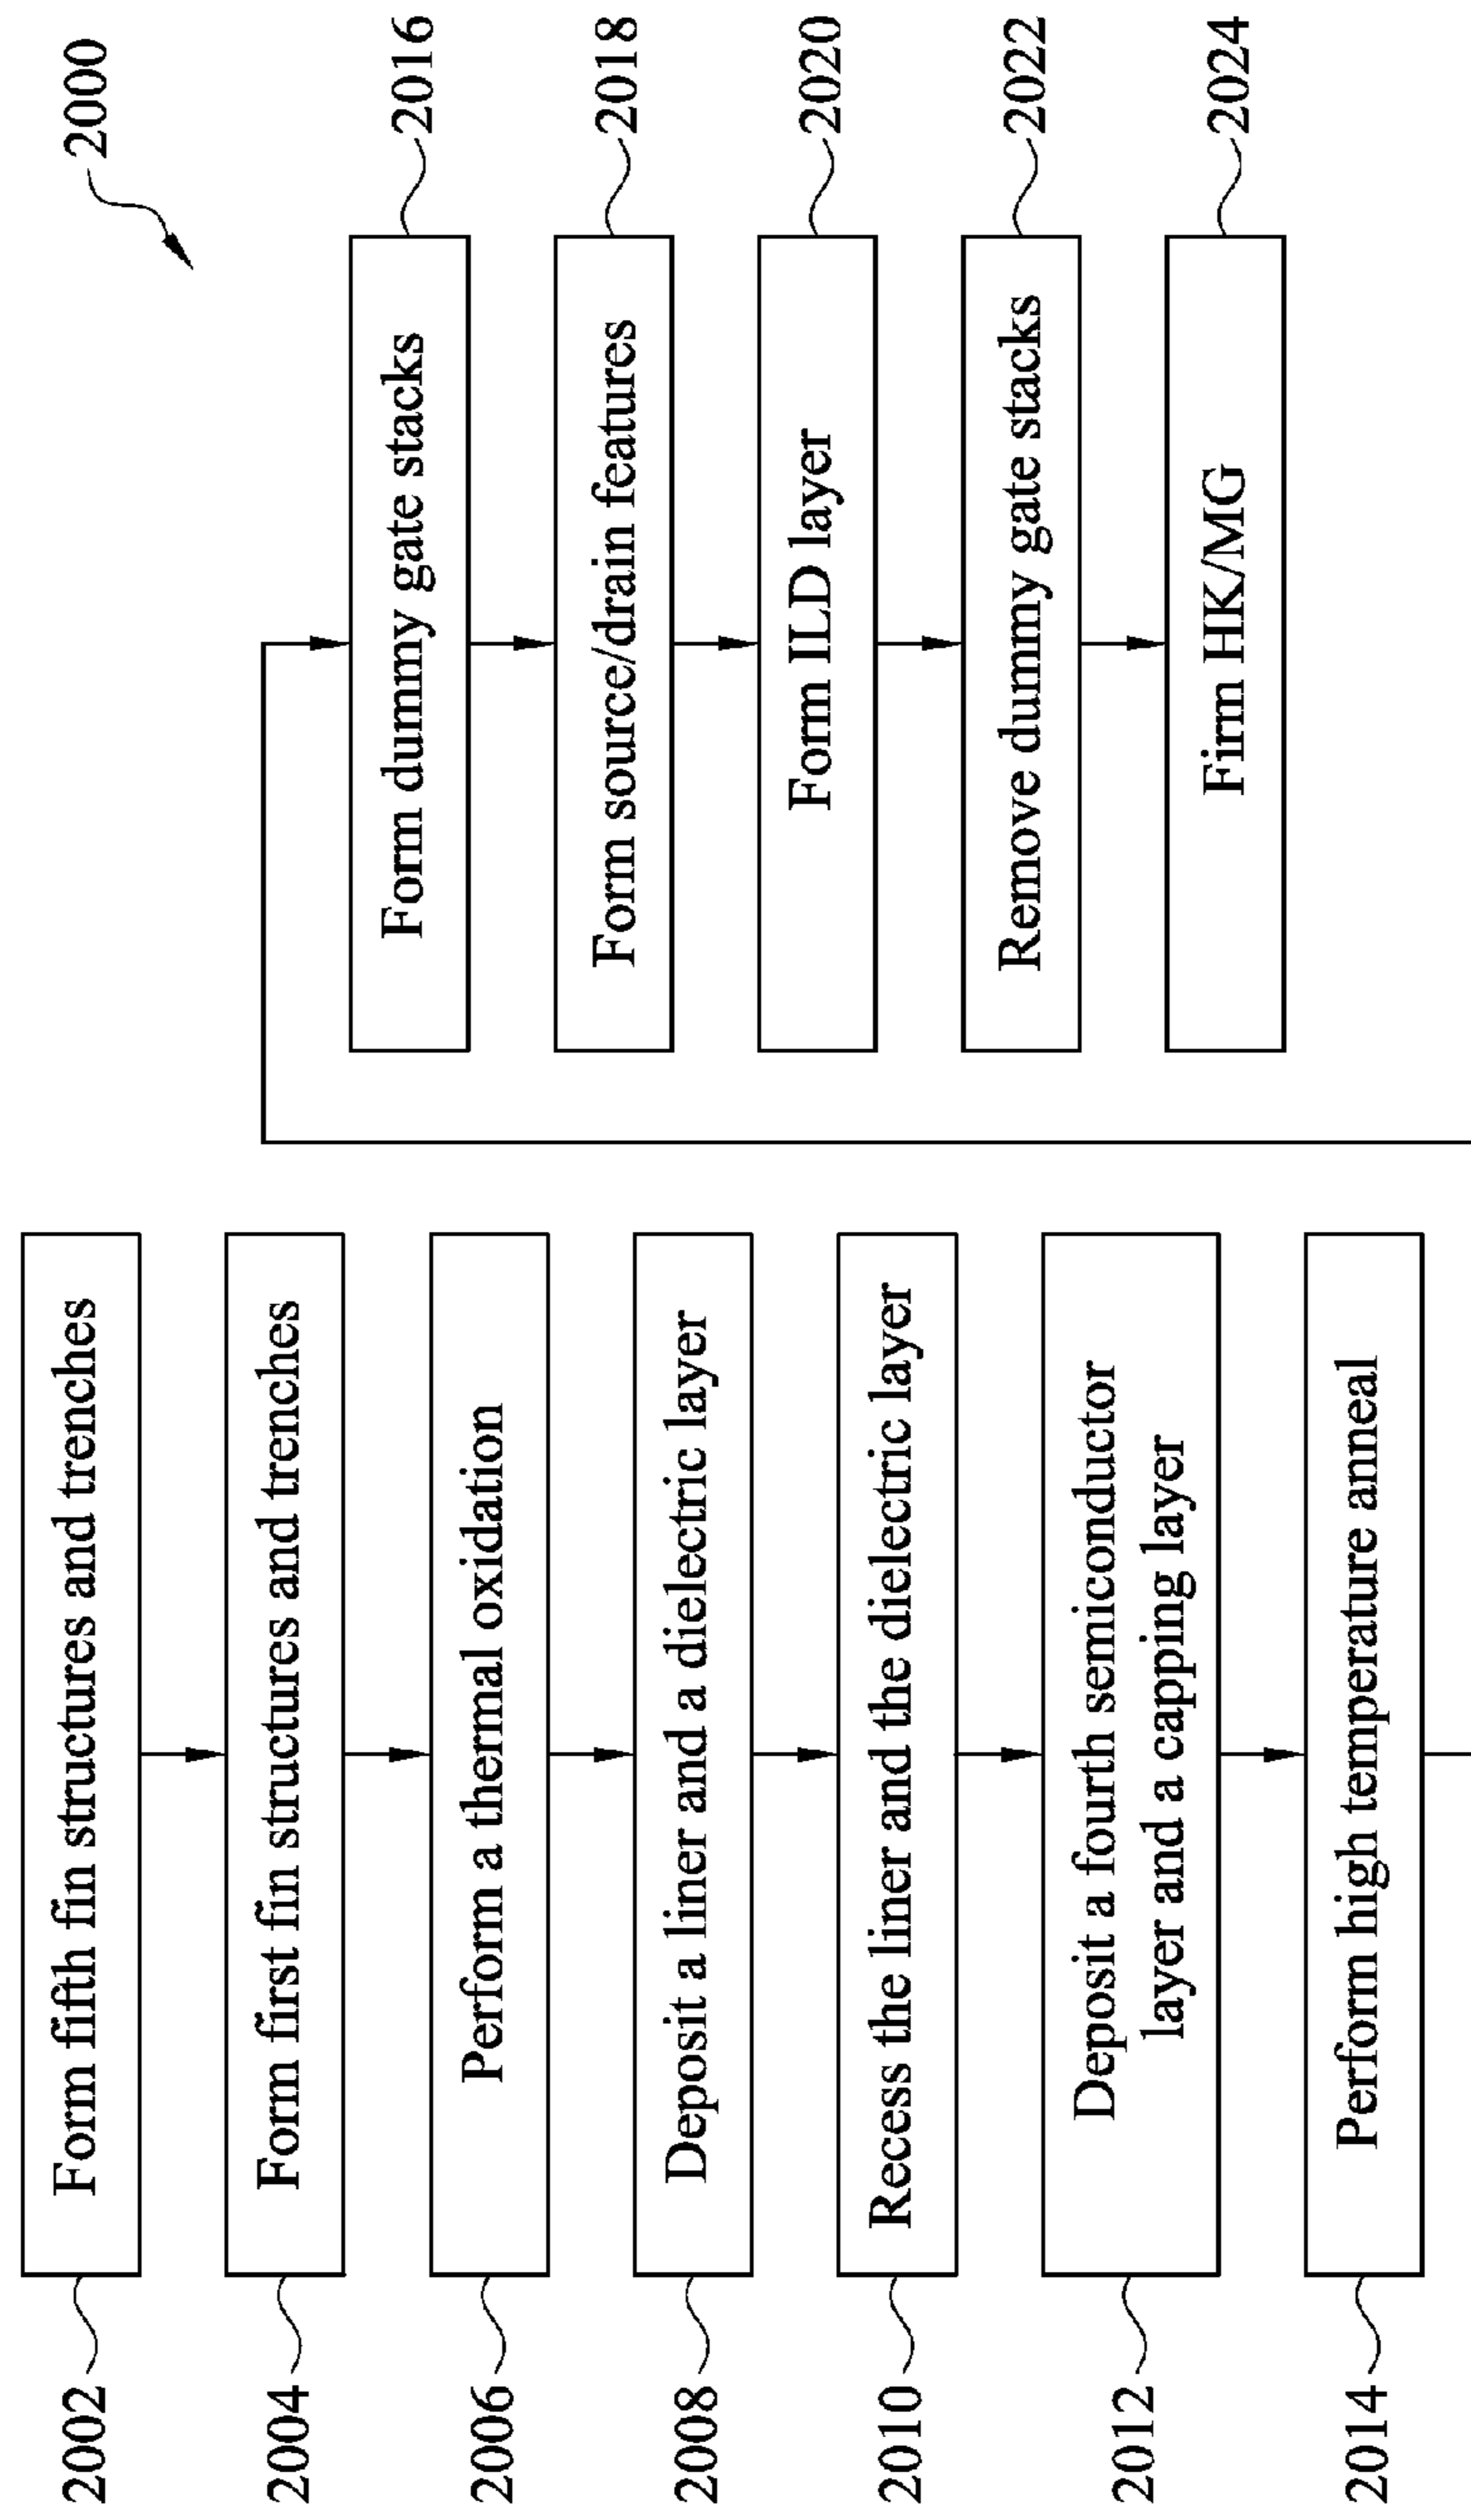 2000
2002
Form fifth fin structures and trenches
2004
Form first fin structures and trenches
2006
Perform a thermal oxidation
2008
Deposit a liner and a dielectric layer
2010
Recess the liner and the dielectric layer
2012
Deposit a fourth semiconductor
layer and a capping layer
2014
Perform high temperature anneal
Form dummy gate stacks
2016
Form source/drain features
2018
Form ILD layer
2020
Remove dummy gate stacks
2022
Firm HK/MG
2024